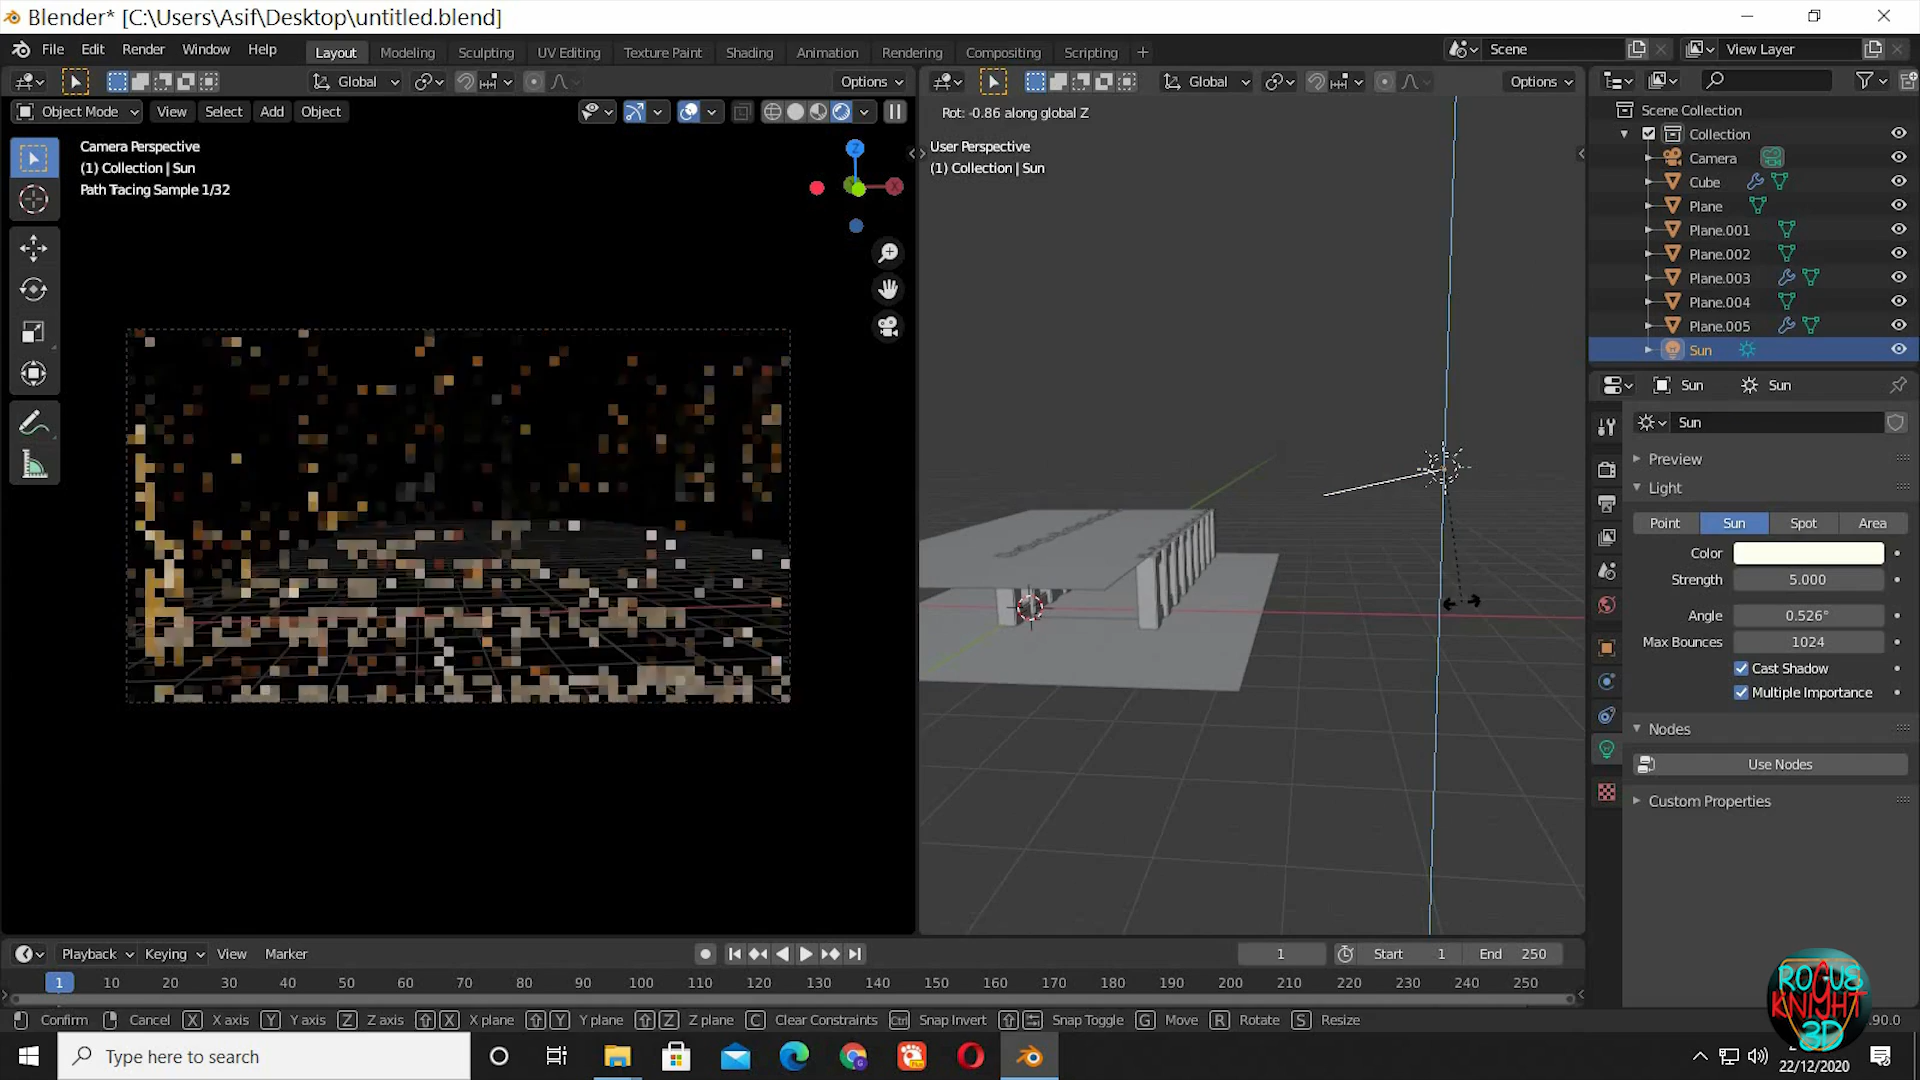 Blender* [C:\Users\Asif\Desktop\untitled.blend]
File Edit Render Window Help
Layout Modeling Sculpting UV Editing Texture Paint Shading Animation Rendering Compositing Scripting +
Scene
View Layer
Global
Options
Global
Options
Object Mode View Select Add Object
Rot: -0.86 along global Z
Camera Perspective
(1) Collection | Sun
Path Tracing Sample 1/32
Z
X
User Perspective
(1) Collection | Sun
Scene Collection
Collection
Camera
Cube
Plane
Plane.001
Plane.002
Plane.003
Plane.004
Plane.005
Sun
Sun Sun
Sun
Preview
Light
Point Sun Spot Area
Color
Strength 5.000
Angle 0.526°
Max Bounces 1024
Cast Shadow
Multiple Importance
Nodes
Use Nodes
Custom Properties
Playback Keying View Marker
1 Start 1 End 250
1 10 20 30 40 50 60 70 80 90 100 110 120 130 140 150 160 170 180 190 200 210 220 230 240 250
Confirm Cancel X X axis Y Y axis Z Z axis X X plane Y Y plane Z Z plane C Clear Constraints Ctrl Snap Invert Snap Toggle G Move R Rotate S Resize
.90.0
ROGUE
KNIGHT
3D
Type here to search
22/12/2020